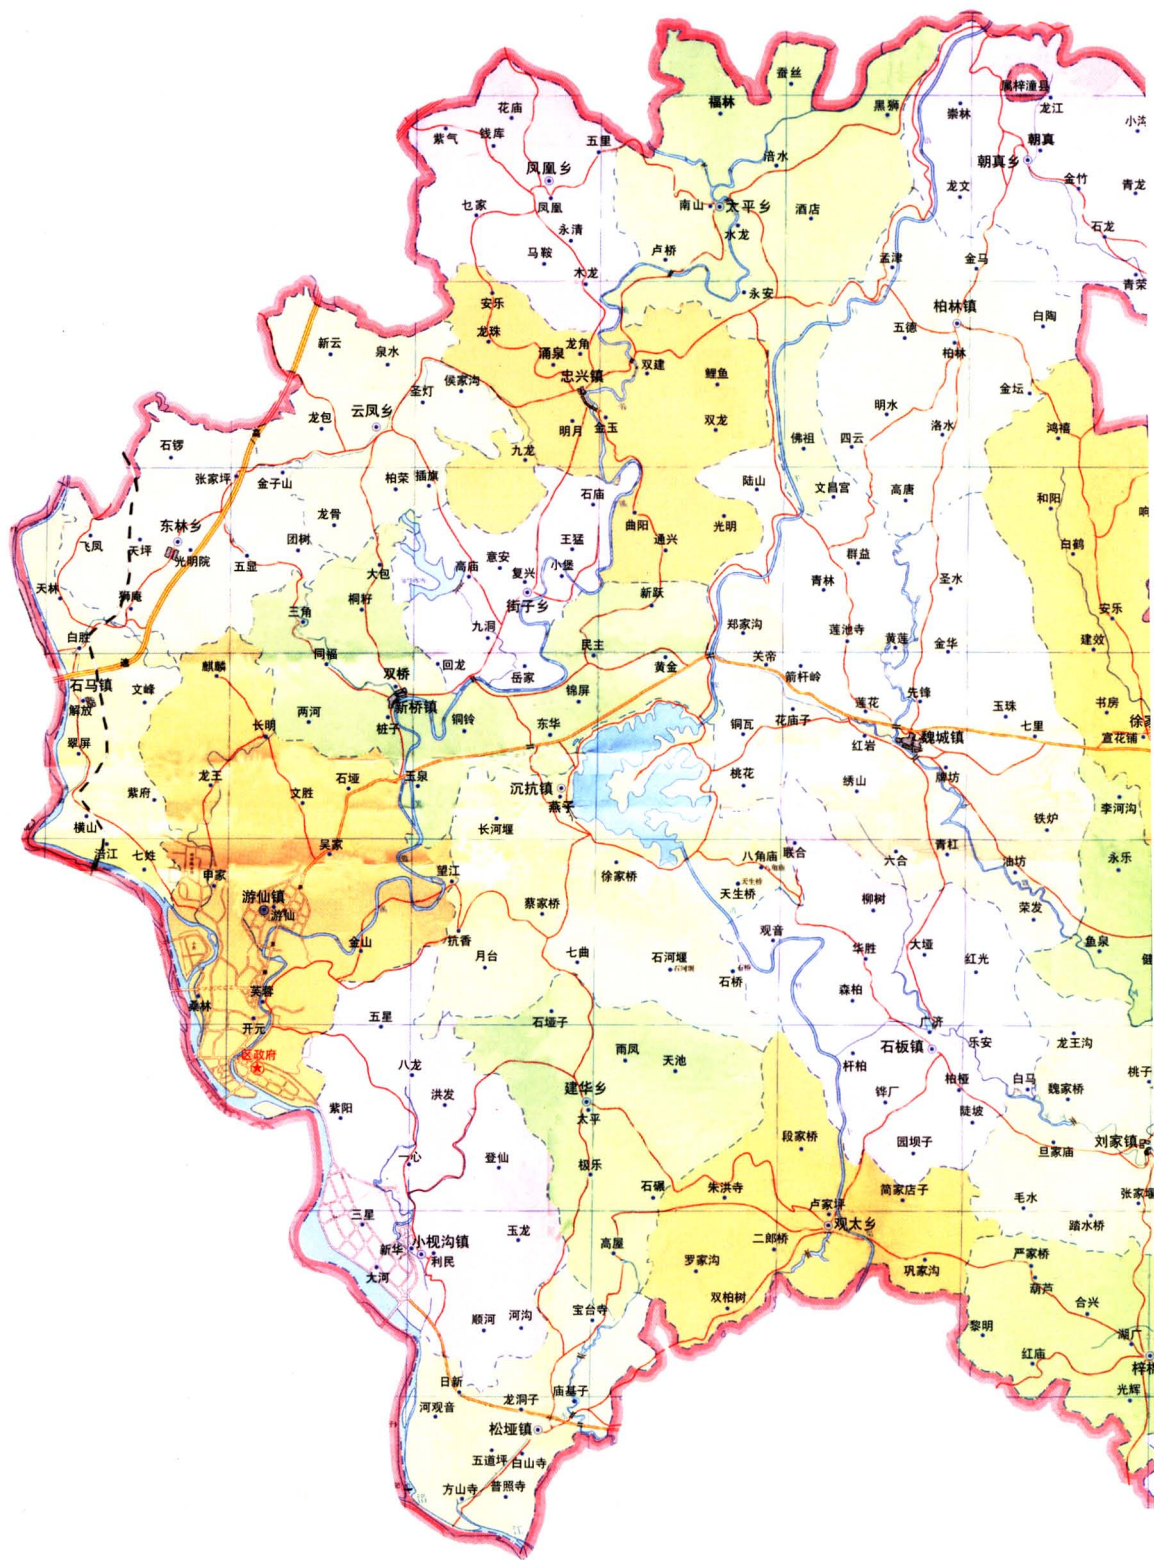 蚕丝
福林
黑狮
属梓潼县
龙江
崇林
花庙
钱库
紫气
五里
朝真
朝真乡
凤凰乡
涪水
金竹
青龙
龙文
凤凰
乜家
南山
太平乡
酒店
水龙
石龙
永清
马鞍
卢桥
木龙
孟津
金马
青荣
永安
安乐
柏林镇
白陶
五德
柏林
龙珠
龙角
新云
泉水
涌泉
双建
忠兴镇
侯家沟
鲤鱼
圣灯
金坛
龙包
云凤乡
明水
明月
金玉
双龙
洛水
鸿禧
石锣
九龙
佛祖
四云
张家坪
金子山
柏荣
插旗
陆山
文昌宫
高唐
石庙
和阳
东林乡
龙骨
曲阳
光明
飞凤
天坪
光明院
团树
王猛
通兴
白鹤
五显
大包
高庙
意安
复兴
小堡
群益
天林
狮庵
桐籽
街子乡
新跃
青林
圣水
三角
安乐
白胜
九洞
民主
郑家沟
莲池寺
黄莲
金华
建效
麒麟
同福
双桥
回龙
岳家
黄金
关帝
箭杆岭
石马镇
文峰
新桥镇
锦屏
先锋
书房
解放
两河
桩子
铜铃
东华
铜瓦
花庙子
莲花
玉珠
七里
长明
翠屏
红岩
魏城镇
宣花铺
龙王
石垭
玉泉
沉抗镇
桃花
绣山
牌坊
紫府
文胜
燕子
李河沟
横山
长河堰
铁炉
涪江
七姓
吴家
八角庙
联合
六合
青杠
油坊
永乐
申家
望江
徐家桥
天生桥
天生桥
游仙镇
游仙
蔡家桥
柳树
荣发
金山
抗香
观音
华胜
大垭
鱼泉
月台
七曲
石河堰
石河堰
石桥
石桥
红光
芙蓉
桑林
森柏
开元
五星
石垭子
广济
区政府
雨凤
石板镇
乐安
龙王沟
八龙
天池
杆柏
柏桠
白马
桃子
洪发
建华乡
铧厂
魏家桥
紫阳
太平
陡坡
段家桥
园坝子
刘家镇
一心
登仙
旦家庙
极乐
石碾
朱洪寺
简家店子
毛水
张家堰
三星
卢家坪
观太乡
踏水桥
小枧沟镇
玉龙
新华
利民
高屋
二郎桥
严家桥
大河
罗家沟
巩家沟
葫芦
双柏树
合兴
顺河
河沟
宝台寺
黎明
湖广
红庙
日新
龙洞子
庙基子
光辉
河观音
松垭镇
五道坪
白山寺
方山寺
普照寺